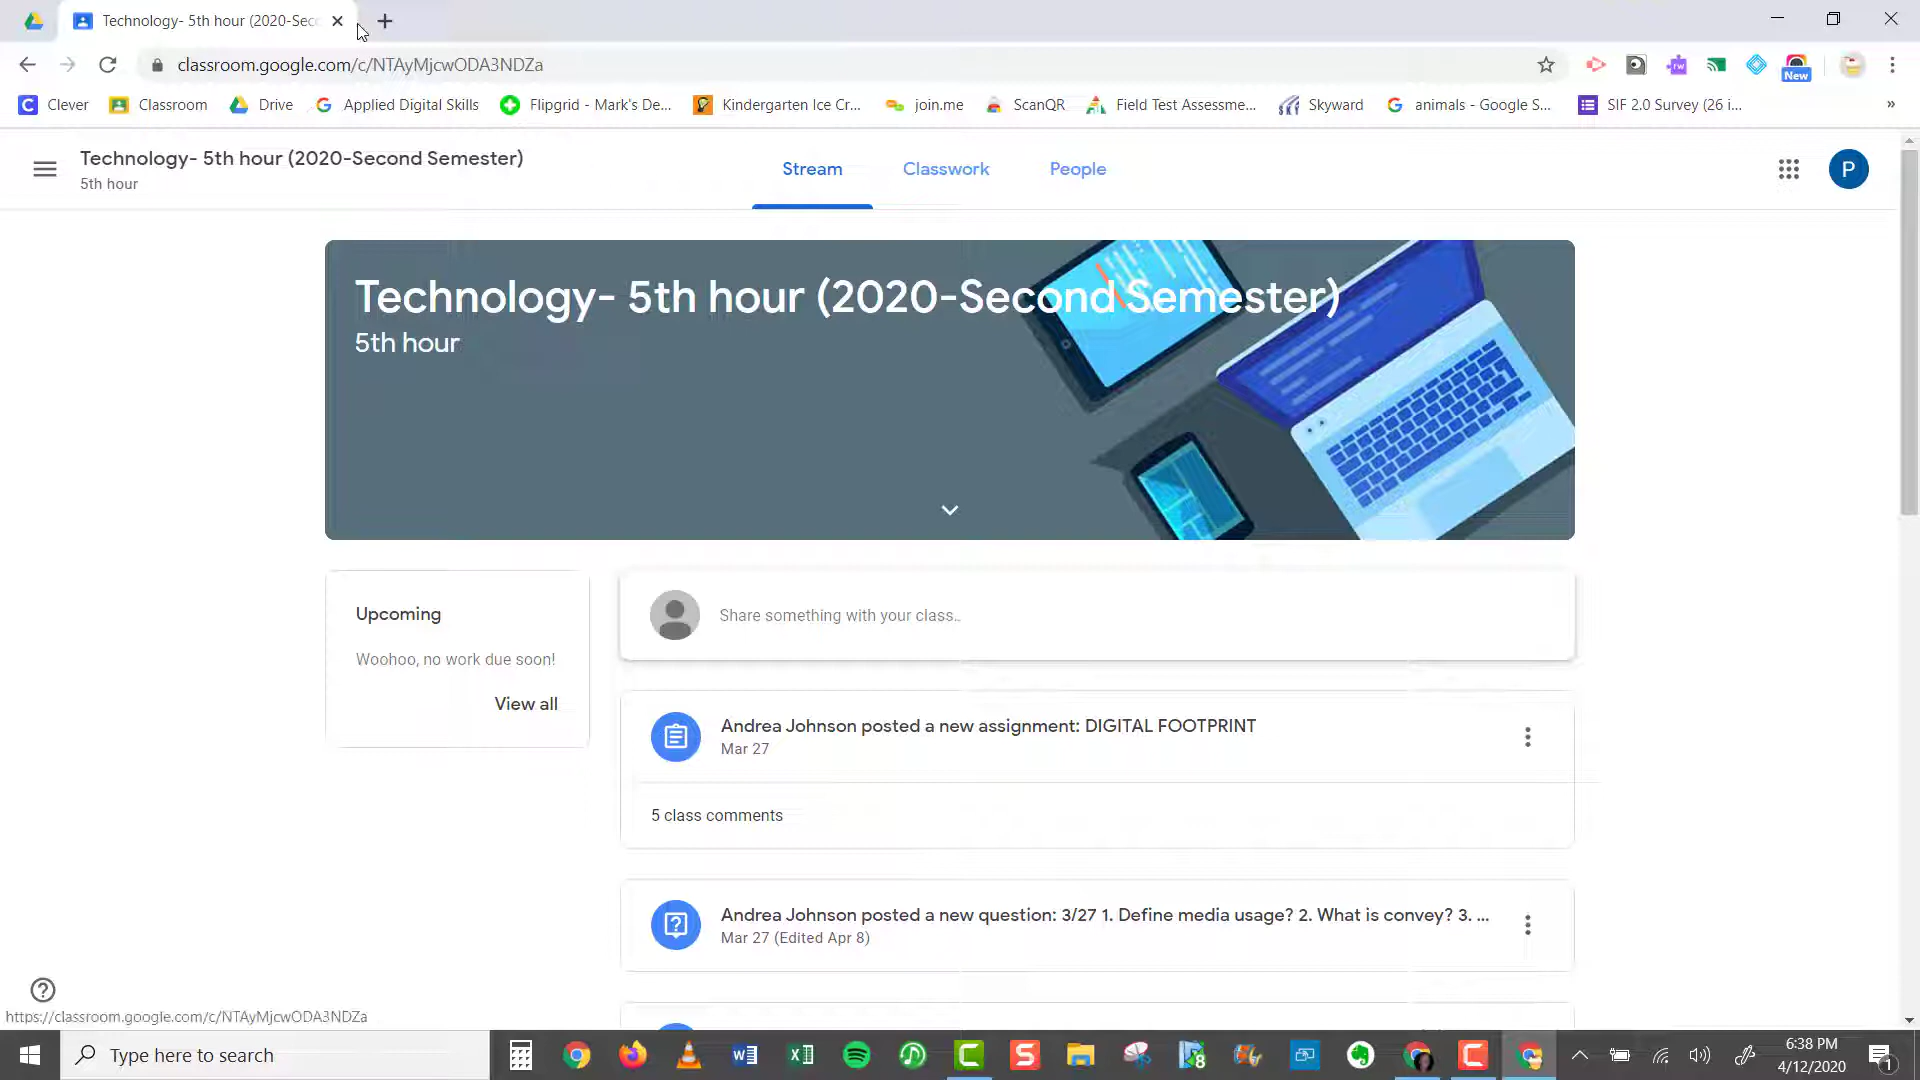 Technology- 5th hour (2020-Seco
classroom.google.com/c/NTAyMjcwODA3NDZa
New
Clever Classroom Drive Applied Digital Skills Flipgrid - Mark's De... Kindergarten Ice Cr... join.me ScanQR Field Test Assessme... Skyward animals - Google S... SIF 2.0 Survey (26 i... »
Technology- 5th hour (2020-Second Semester)
5th hour
Stream Classwork People
P
Technology- 5th hour (2020-Second Semester)
5th hour
Upcoming
Woohoo, no work due soon!
View all
Share something with your class..
Andrea Johnson posted a new assignment: DIGITAL FOOTPRINT
Mar 27
5 class comments
Andrea Johnson posted a new question: 3/27 1. Define media usage? 2. What is convey? 3. ...
Mar 27 (Edited Apr 8)
https://classroom.google.com/c/NTAyMjcwODA3NDZa
Type here to search
6:38 PM
4/12/2020
1